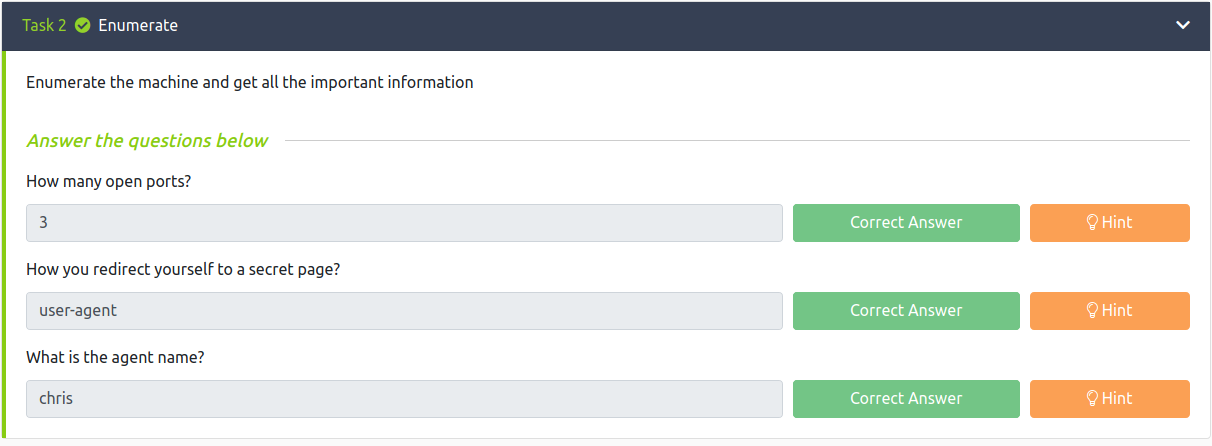 Task 2 Enumerate
Enumerate the machine and get all the important information
Answer the questions below
How many open ports?
3 Correct Answer Hint
How you redirect yourself to a secret page?
user-agent Correct Answer Hint
What is the agent name?
chris Correct Answer Hint